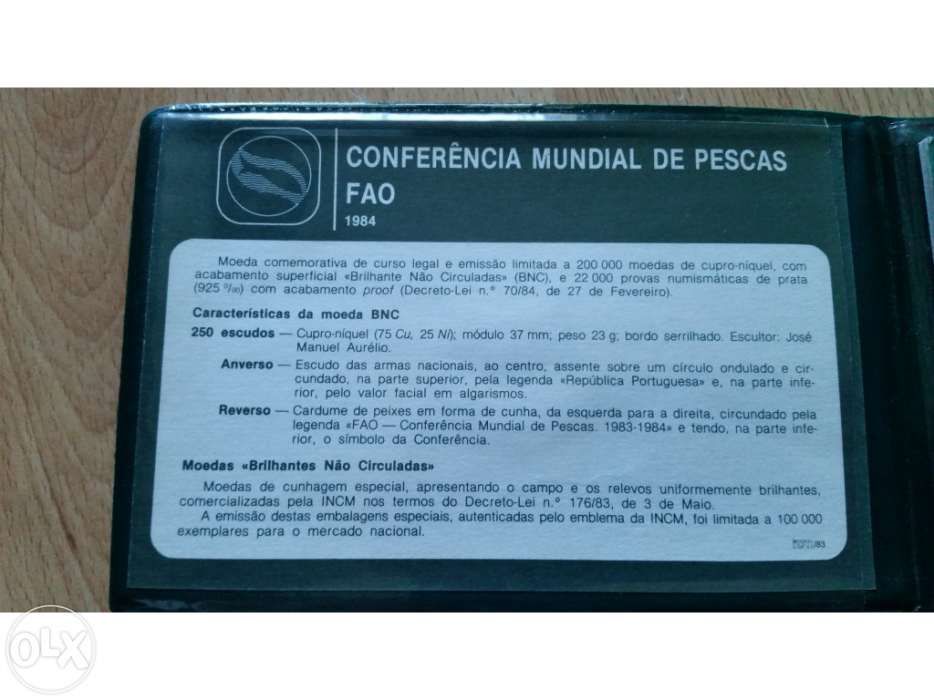 CONFERÊNCIA MUNDIAL DE PESCAS
FAO
1984
Moeda comemorativa de curso legal e emissão limitada a 200 000 moedas de cupro-níquel, com
acabamento superficial «Brilhante Não Circuladas» (BNC), e 22 000 provas numismáticas de prata
(925 º/ₒₒ) com acabamento proof (Decreto-Lei n.º 70/84, de 27 de Fevereiro).
Características da moeda BNC
250 escudos — Cupro-níquel (75 Cu, 25 Ni); módulo 37 mm; peso 23 g; bordo serrilhado. Escultor: José
Manuel Aurélio.
Anverso — Escudo das armas nacionais, ao centro, assente sobre um círculo ondulado e cir-
cundado, na parte superior, pela legenda «República Portuguesa» e, na parte infe-
rior, pelo valor facial em algarismos.
Reverso — Cardume de peixes em forma de cunha, da esquerda para a direita, circundado pela
legenda «FAO — Conferência Mundial de Pescas. 1983-1984» e tendo, na parte infe-
rior, o símbolo da Conferência.
Moedas «Brilhantes Não Circuladas»
Moedas de cunhagem especial, apresentando o campo e os relevos uniformemente brilhantes,
comercializadas pela INCM nos termos do Decreto-Lei n.º 176/83, de 3 de Maio.
A emissão destas embalagens especiais, autenticadas pelo emblema da INCM, foi limitada a 100 000
exemplares para o mercado nacional.
/83
OLX